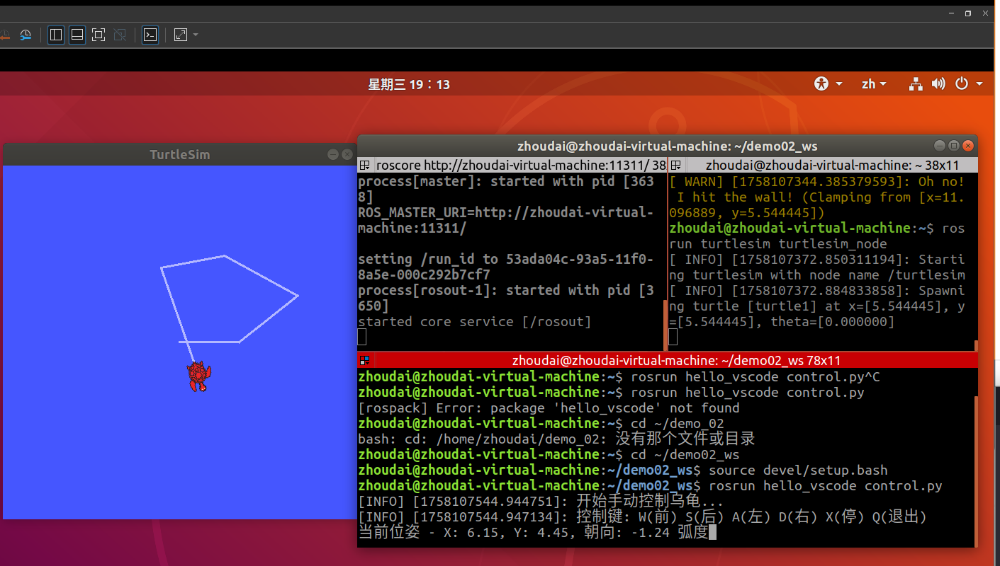 星期三 19：13
zh
TurtleSim
zhoudai@zhoudai-virtual-machine: ~/demo02_ws
roscore http://zhoudai-virtual-machine:11311/ 38
process[master]: started with pid [363
8]
ROS_MASTER_URI=http://zhoudai-virtual-
machine:11311/
setting /run_id to 53ada04c-93a5-11f0-
8a5e-000c292b7cf7
process[rosout-1]: started with pid [3
650]
started core service [/rosout]
zhoudai@zhoudai-virtual-machine: ~ 38x11
[ WARN] [1758107344.385379593]: Oh no!
 I hit the wall! (Clamping from [x=11.
096889, y=5.544445])
zhoudai@zhoudai-virtual-machine:~$ ros
run turtlesim turtlesim_node
[ INFO] [1758107372.850311194]: Starti
ng turtlesim with node name /turtlesim
[ INFO] [1758107372.884833858]: Spawni
ng turtle [turtle1] at x=[5.544445], y
=[5.544445], theta=[0.000000]
zhoudai@zhoudai-virtual-machine: ~/demo02_ws 78x11
zhoudai@zhoudai-virtual-machine:~$ rosrun hello_vscode control.py^C
zhoudai@zhoudai-virtual-machine:~$ rosrun hello_vscode control.py
[rospack] Error: package 'hello_vscode' not found
zhoudai@zhoudai-virtual-machine:~$ cd ~/demo_02
bash: cd: /home/zhoudai/demo_02: 没有那个文件或目录
zhoudai@zhoudai-virtual-machine:~$ cd ~/demo02_ws
zhoudai@zhoudai-virtual-machine:~/demo02_ws$ source devel/setup.bash
zhoudai@zhoudai-virtual-machine:~/demo02_ws$ rosrun hello_vscode control.py
[INFO] [1758107544.944751]: 开始手动控制乌龟...
[INFO] [1758107544.947134]: 控制键: W(前) S(后) A(左) D(右) X(停) Q(退出)
当前位姿 - X: 6.15, Y: 4.45, 朝向: -1.24 弧度